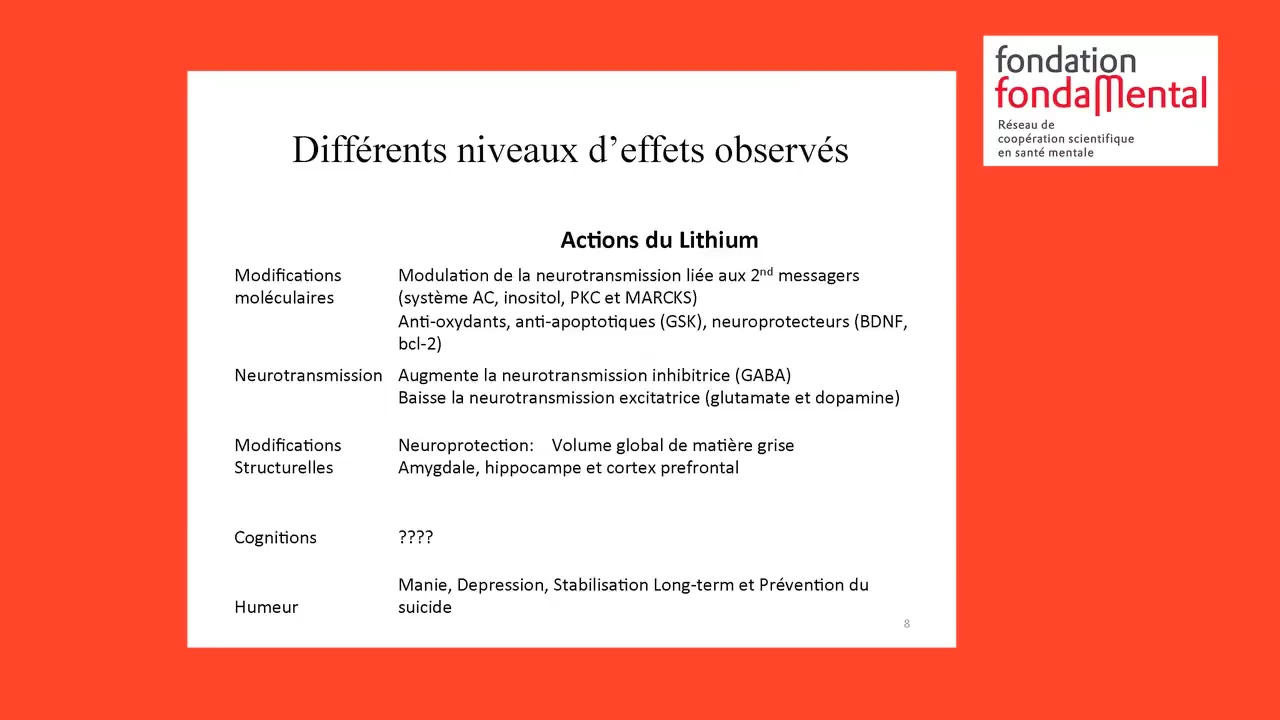 fondation
fondaMental
Réseau de
coopération scientifique
en santé mentale
Différents niveaux d’effets observés
Actions du Lithium
Modifications moléculaires
Modulation de la neurotransmission liée aux 2nd messagers
(système AC, inositol, PKC et MARCKS)
Anti-oxydants, anti-apoptotiques (GSK), neuroprotecteurs (BDNF,
bcl-2)
Neurotransmission
Augmente la neurotransmission inhibitrice (GABA)
Baisse la neurotransmission excitatrice (glutamate et dopamine)
Modifications
Structurelles
Neuroprotection: Volume global de matière grise
Amygdale, hippocampe et cortex prefrontal
Cognitions
????
Humeur
Manie, Depression, Stabilisation Long-term et Prévention du
suicide
8